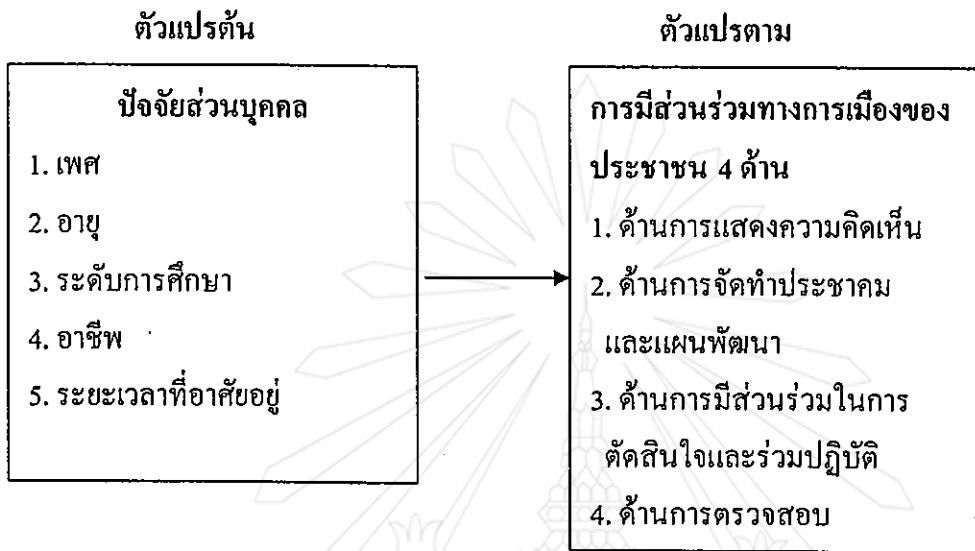 ตัวแปรต้น
ปัจจัยส่วนบุคคล
1. เพศ
2. อายุ
3. ระดับการศึกษา
4. อาชีพ
5. ระยะเวลาที่อาศัยอยู่
ตัวแปรตาม
การมีส่วนร่วมทางการเมืองของ
ประชาชน 4 ด้าน
1. ด้านการแสดงความคิดเห็น
2. ด้านการจัดทำประชาคม
และแผนพัฒนา
3. ด้านการมีส่วนร่วมในการ
ตัดสินใจและร่วมปฏิบัติ
4. ด้านการตรวจสอบ